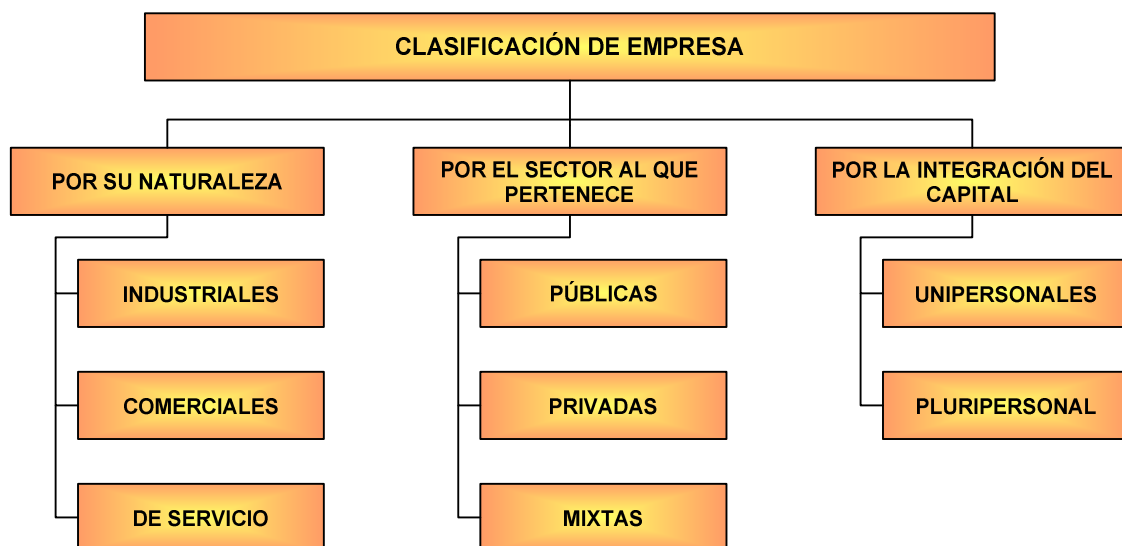 CLASIFICACIÓN DE EMPRESA
POR SU NATURALEZA
INDUSTRIALES
COMERCIALES
DE SERVICIO
POR EL SECTOR AL QUE
PERTENECE
PÚBLICAS
PRIVADAS
MIXTAS
POR LA INTEGRACIÓN DEL
CAPITAL
UNIPERSONALES
PLURIPERSONAL